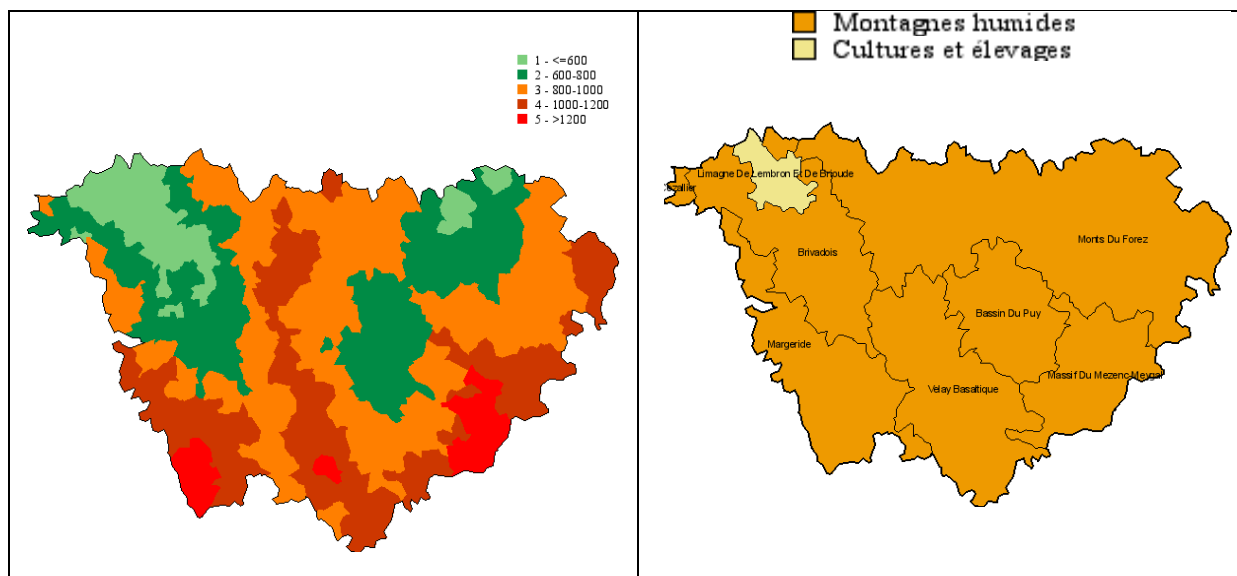 1 - <=600
2 - 600-800
3 - 800-1000
4 - 1000-1200
5 - >1200
Montagnes humides
Cultures et élevages
Limagne De Lembron Et De Brioude
Brivadois
Monts Du Forez
Bassin Du Puy
Margeride
Massif Du Mezenc-Meygal
Velay Basaltique